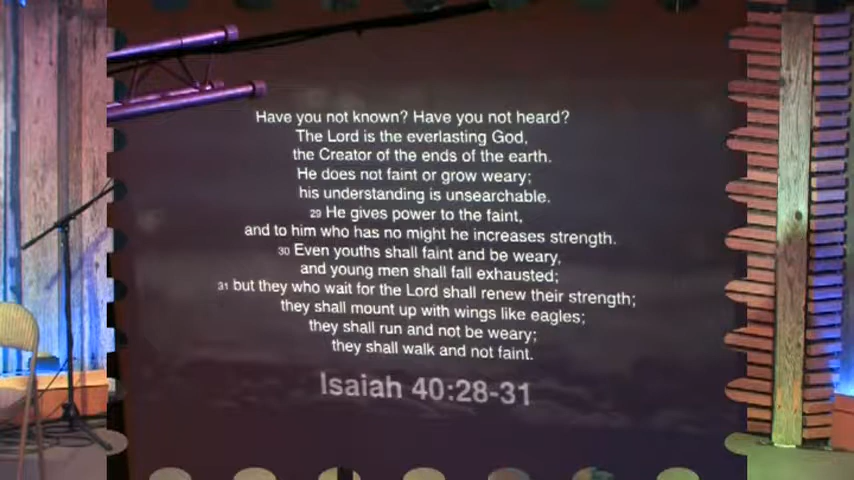 Have you not known? Have you not heard?
The Lord is the everlasting God,
the Creator of the ends of the earth.
He does not faint or grow weary;
his understanding is unsearchable.
29 He gives power to the faint,
and to him who has no might he increases strength.
30 Even youths shall faint and be weary,
and young men shall fall exhausted;
31 but they who wait for the Lord shall renew their strength;
they shall mount up with wings like eagles;
they shall run and not be weary;
they shall walk and not faint.
Isaiah 40:28-31